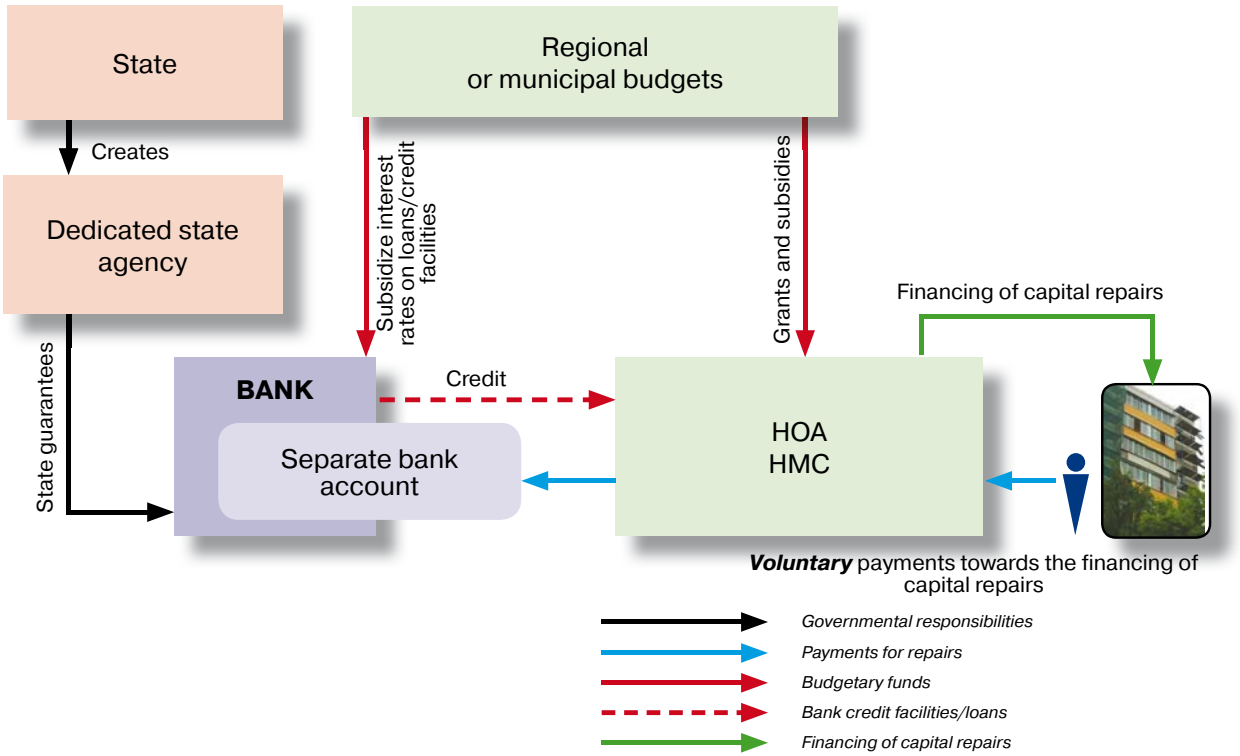 State
Regional
or municipal budgets
Creates
Dedicated state
agency
Subsidize interest
rates on loans/credit
facilities
Grants and subsidies
State guarantees
Financing of capital repairs
BANK
Credit
Separate bank
account
HOA
HMC
Voluntary payments towards the financing of
capital repairs
Governmental responsibilities
Payments for repairs
Budgetary funds
Bank credit facilities/loans
Financing of capital repairs